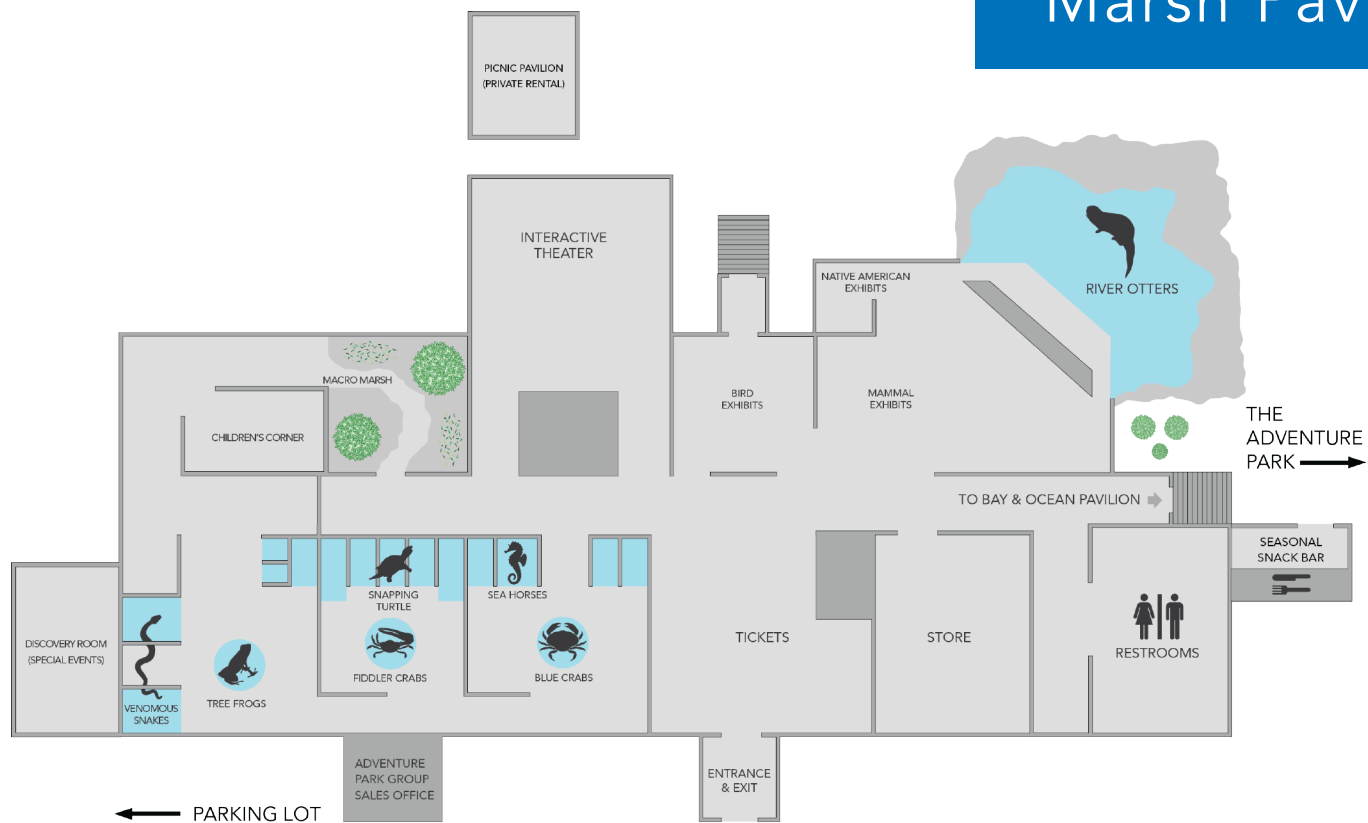 Marsh Pav
PICNIC PAVILION
(PRIVATE RENTAL)
INTERACTIVE
THEATER
NATIVE AMERICAN
EXHIBITS
RIVER OTTERS
MACRO MARSH
BIRD
EXHIBITS
MAMMAL
EXHIBITS
CHILDREN'S CORNER
THE
ADVENTURE
PARK
TO BAY & OCEAN PAVILION
SEASONAL
SNACK BAR
SNAPPING
TURTLE
SEA HORSES
DISCOVERY ROOM
(SPECIAL EVENTS)
TICKETS
STORE
RESTROOMS
FIDDLER CRABS
BLUE CRABS
VENOMOUS
SNAKES
TREE FROGS
ADVENTURE
PARK GROUP
SALES OFFICE
ENTRANCE
& EXIT
PARKING LOT